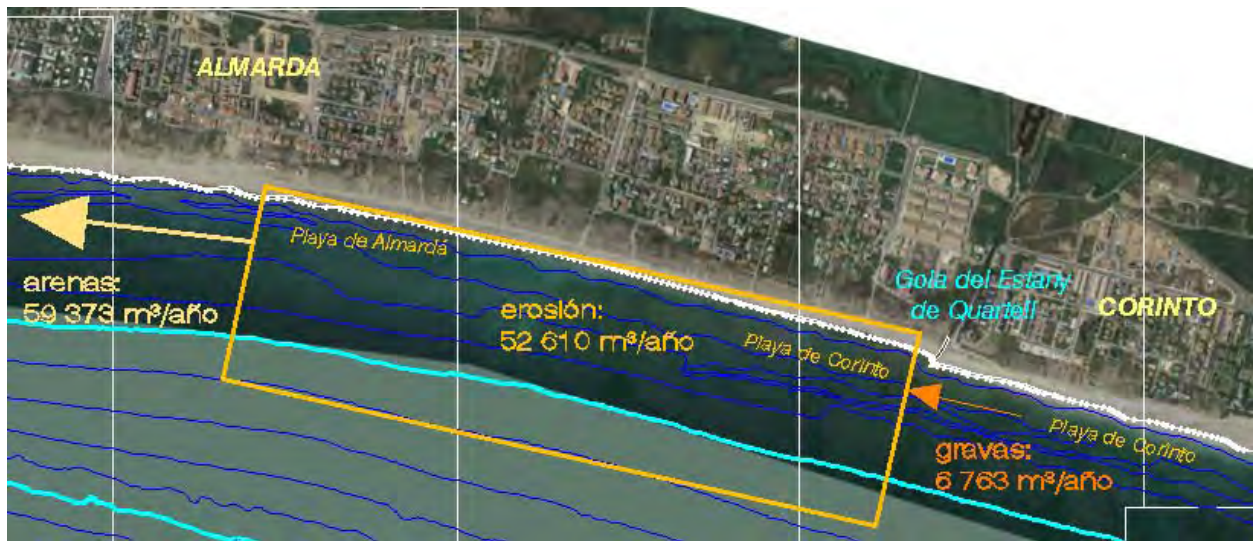 ALMARDA
Playa de Almardá
arenas:
59 373 m³/año
erosión:
52 610 m³/año
Playa de Corinto
Gola del Estany
de Quartell
CORINTO
Playa de Corinto
gravas:
6 763 m³/año